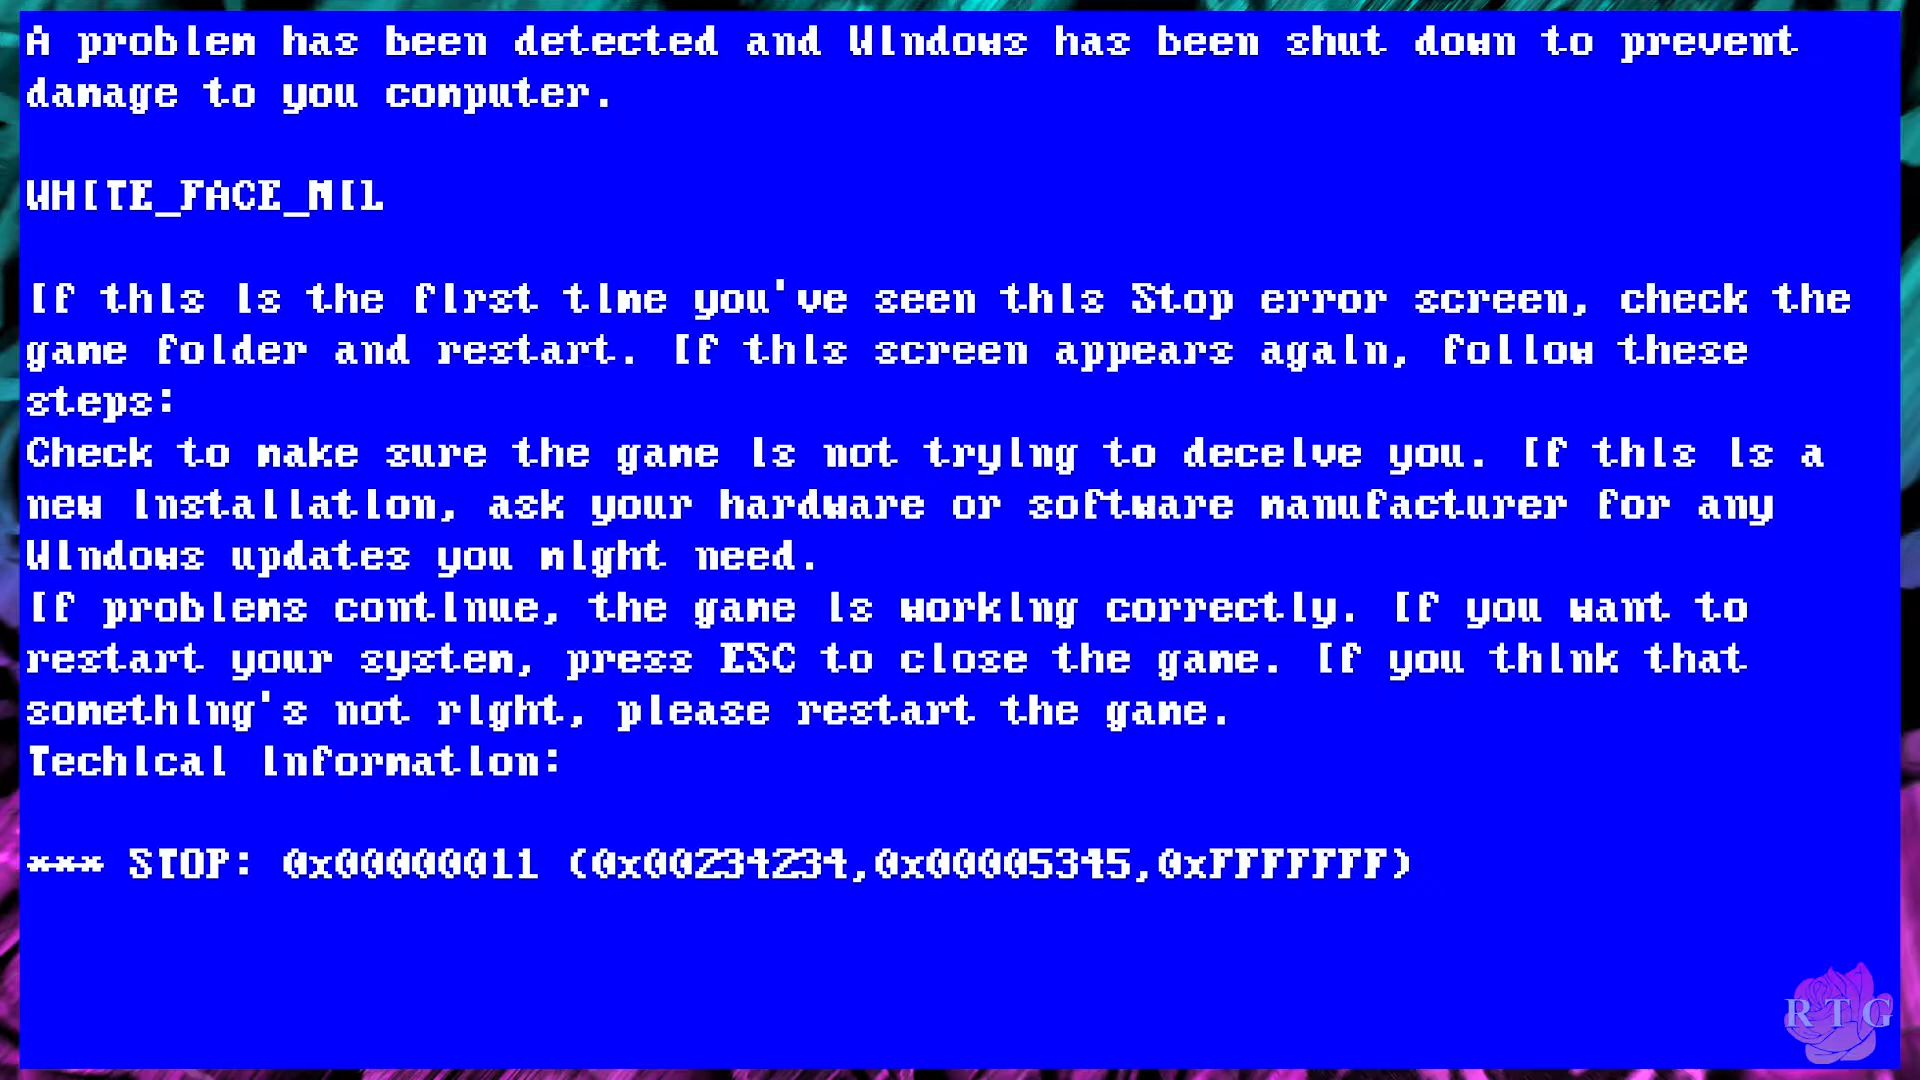 A problem has been detected and Windows has been shut down to prevent
damage to you computer.
WHITE_FACE_MIL
If this is the first time you've seen this Stop error screen, check the
game folder and restart. If this screen appears again, follow these
steps:
Check to make sure the game is not trying to deceive you. If this is a
new installation, ask your hardware or software manufacturer for any
Windows updates you might need.
If problems continue, the game is working correctly. If you want to
restart your system, press ESC to close the game. If you think that
something's not right, please restart the game.
Techical information:
*** STOP: 0x00000011 (0x00234234,0x00005345,0xFFFFFFF)
RTG